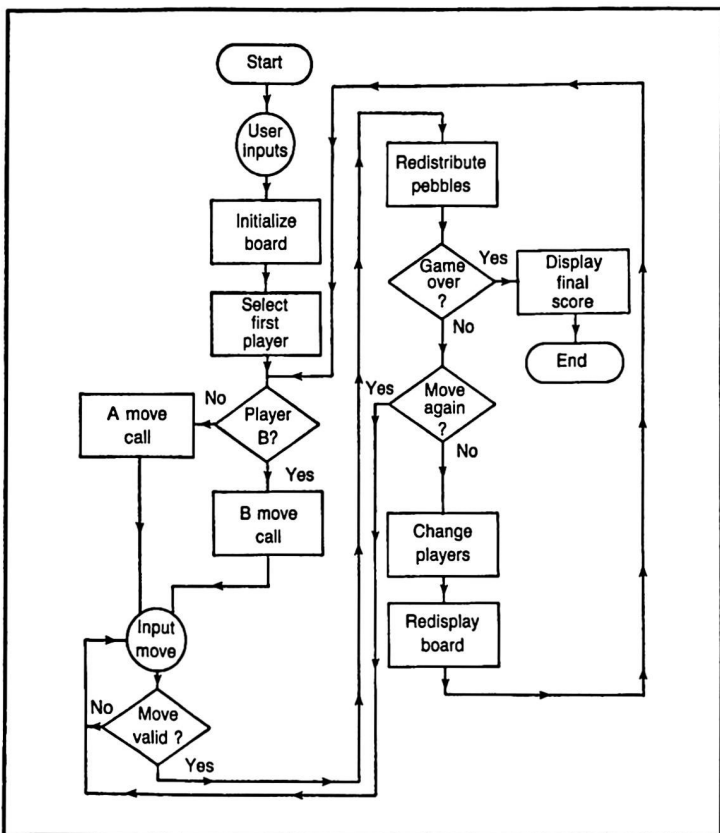 Start
User
inputs
Initialize
board
Select
first
player
Player
B?
No
A move
call
Yes
B move
call
Input
move
Move
valid ?
No
Yes
Redistribute
pebbles
Game
over
?
Yes
Display
final
score
End
No
Move
again
?
Yes
No
Change
players
Redisplay
board